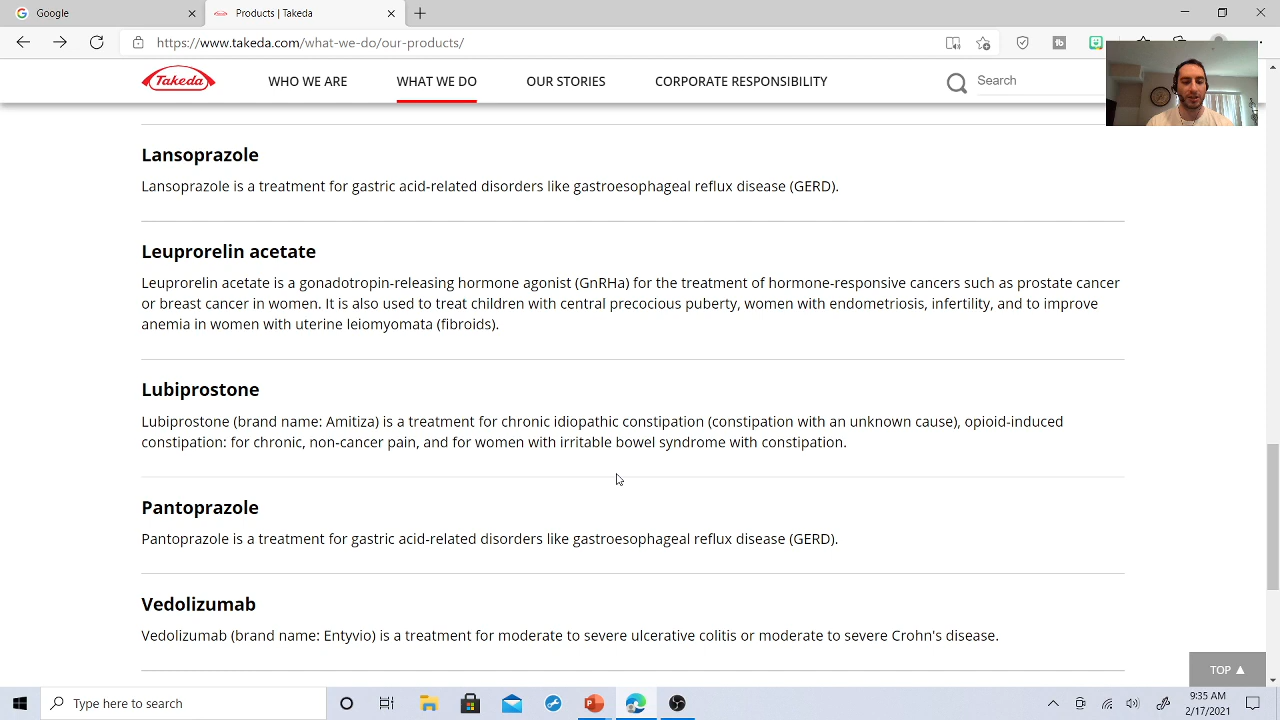 Google
Products | Takeda
https://www.takeda.com/what-we-do/our-products/
Takeda
WHO WE ARE
WHAT WE DO
OUR STORIES
CORPORATE RESPONSIBILITY
Search
Lansoprazole
Lansoprazole is a treatment for gastric acid-related disorders like gastroesophageal reflux disease (GERD).
Leuprorelin acetate
Leuprorelin acetate is a gonadotropin-releasing hormone agonist (GnRHa) for the treatment of hormone-responsive cancers such as prostate cancer
or breast cancer in women. It is also used to treat children with central precocious puberty, women with endometriosis, infertility, and to improve
anemia in women with uterine leiomyomata (fibroids).
Lubiprostone
Lubiprostone (brand name: Amitiza) is a treatment for chronic idiopathic constipation (constipation with an unknown cause), opioid-induced
constipation: for chronic, non-cancer pain, and for women with irritable bowel syndrome with constipation.
Pantoprazole
Pantoprazole is a treatment for gastric acid-related disorders like gastroesophageal reflux disease (GERD).
Vedolizumab
Vedolizumab (brand name: Entyvio) is a treatment for moderate to severe ulcerative colitis or moderate to severe Crohn's disease.
TOP
Type here to search
9:35 AM
2/17/2021